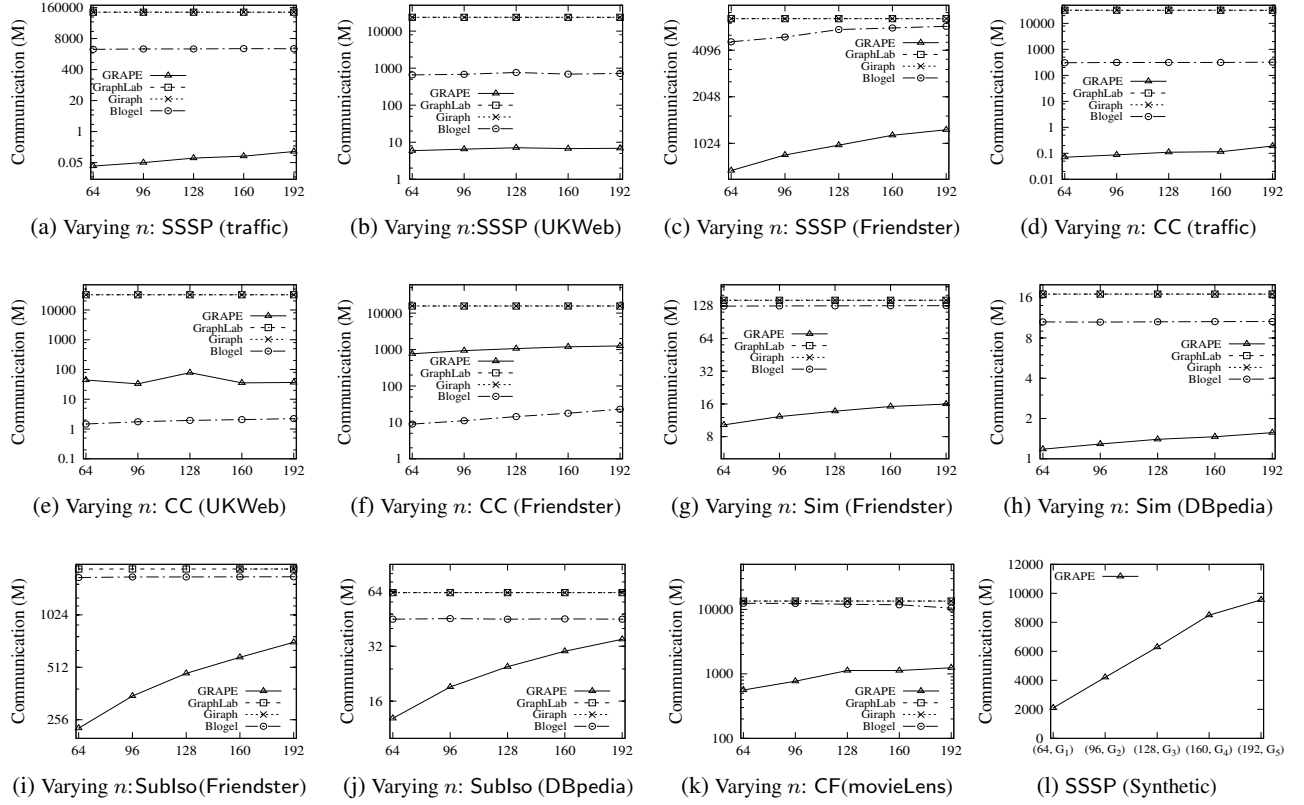 Communication (M)
160000
8000
400
20
1
0.05
GRAPE
GraphLab
Giraph
Blogel
64 96 128 160 192
(a) Varying n: SSSP (traffic)
Communication (M)
10000
1000
100
10
1
GRAPE
GraphLab
Giraph
Blogel
64 96 128 160 192
(b) Varying n:SSSP (UKWeb)
Communication (M)
4096
2048
1024
GRAPE
GraphLab
Giraph
Blogel
64 96 128 160 192
(c) Varying n: SSSP (Friendster)
Communication (M)
10000
1000
100
10
1
0.1
0.01
GRAPE
GraphLab
Giraph
Blogel
64 96 128 160 192
(d) Varying n: CC (traffic)
Communication (M)
10000
1000
100
10
1
0.1
GRAPE
GraphLab
Giraph
Blogel
64 96 128 160 192
(e) Varying n: CC (UKWeb)
Communication (M)
10000
1000
100
10
1
GRAPE
GraphLab
Giraph
Blogel
64 96 128 160 192
(f) Varying n: CC (Friendster)
Communication (M)
128
64
32
16
8
GRAPE
GraphLab
Giraph
Blogel
64 96 128 160 192
(g) Varying n: Sim (Friendster)
Communication (M)
16
8
4
2
1
GRAPE
GraphLab
Giraph
Blogel
64 96 128 160 192
(h) Varying n: Sim (DBpedia)
Communication (M)
1024
512
256
GRAPE
GraphLab
Giraph
Blogel
64 96 128 160 192
(i) Varying n:SubIso(Friendster)
Communication (M)
64
32
16
GRAPE
GraphLab
Giraph
Blogel
64 96 128 160 192
(j) Varying n: SubIso (DBpedia)
Communication (M)
10000
1000
100
GRAPE
GraphLab
Giraph
Blogel
64 96 128 160 192
(k) Varying n: CF(movieLens)
Communication (M)
12000
10000
8000
6000
4000
2000
0
GRAPE
(64, G₁) (96, G₂) (128, G₃) (160, G₄) (192, G₅)
(l) SSSP (Synthetic)